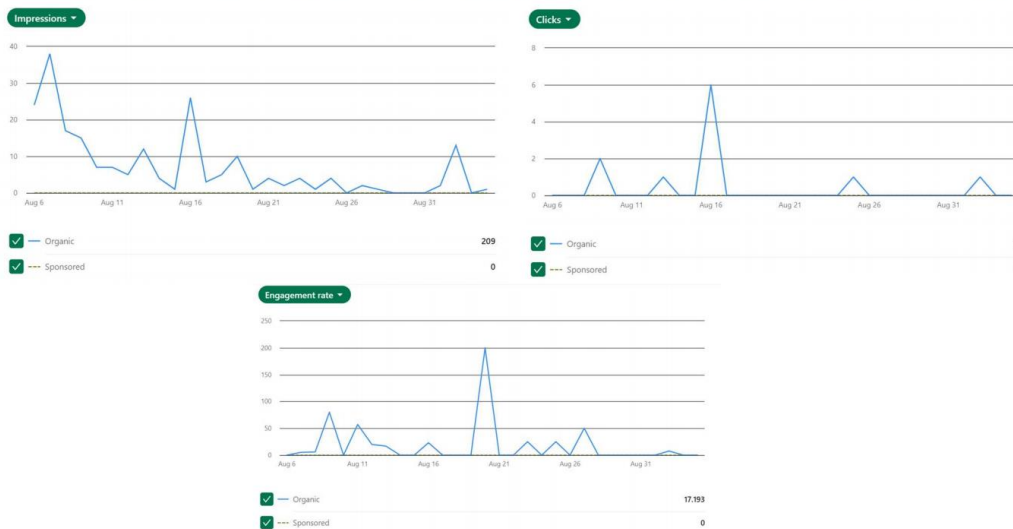 Impressions
40
30
20
10
0
Aug 6 Aug 11 Aug 16 Aug 21 Aug 26 Aug 31
Organic 209
Sponsored 0
Clicks
8
6
4
2
0
Aug 6 Aug 11 Aug 16 Aug 21 Aug 26 Aug 31
Organic
Sponsored
Engagement rate
250
200
150
100
50
0
Aug 6 Aug 11 Aug 16 Aug 21 Aug 26 Aug 31
Organic 17.193
Sponsored 0